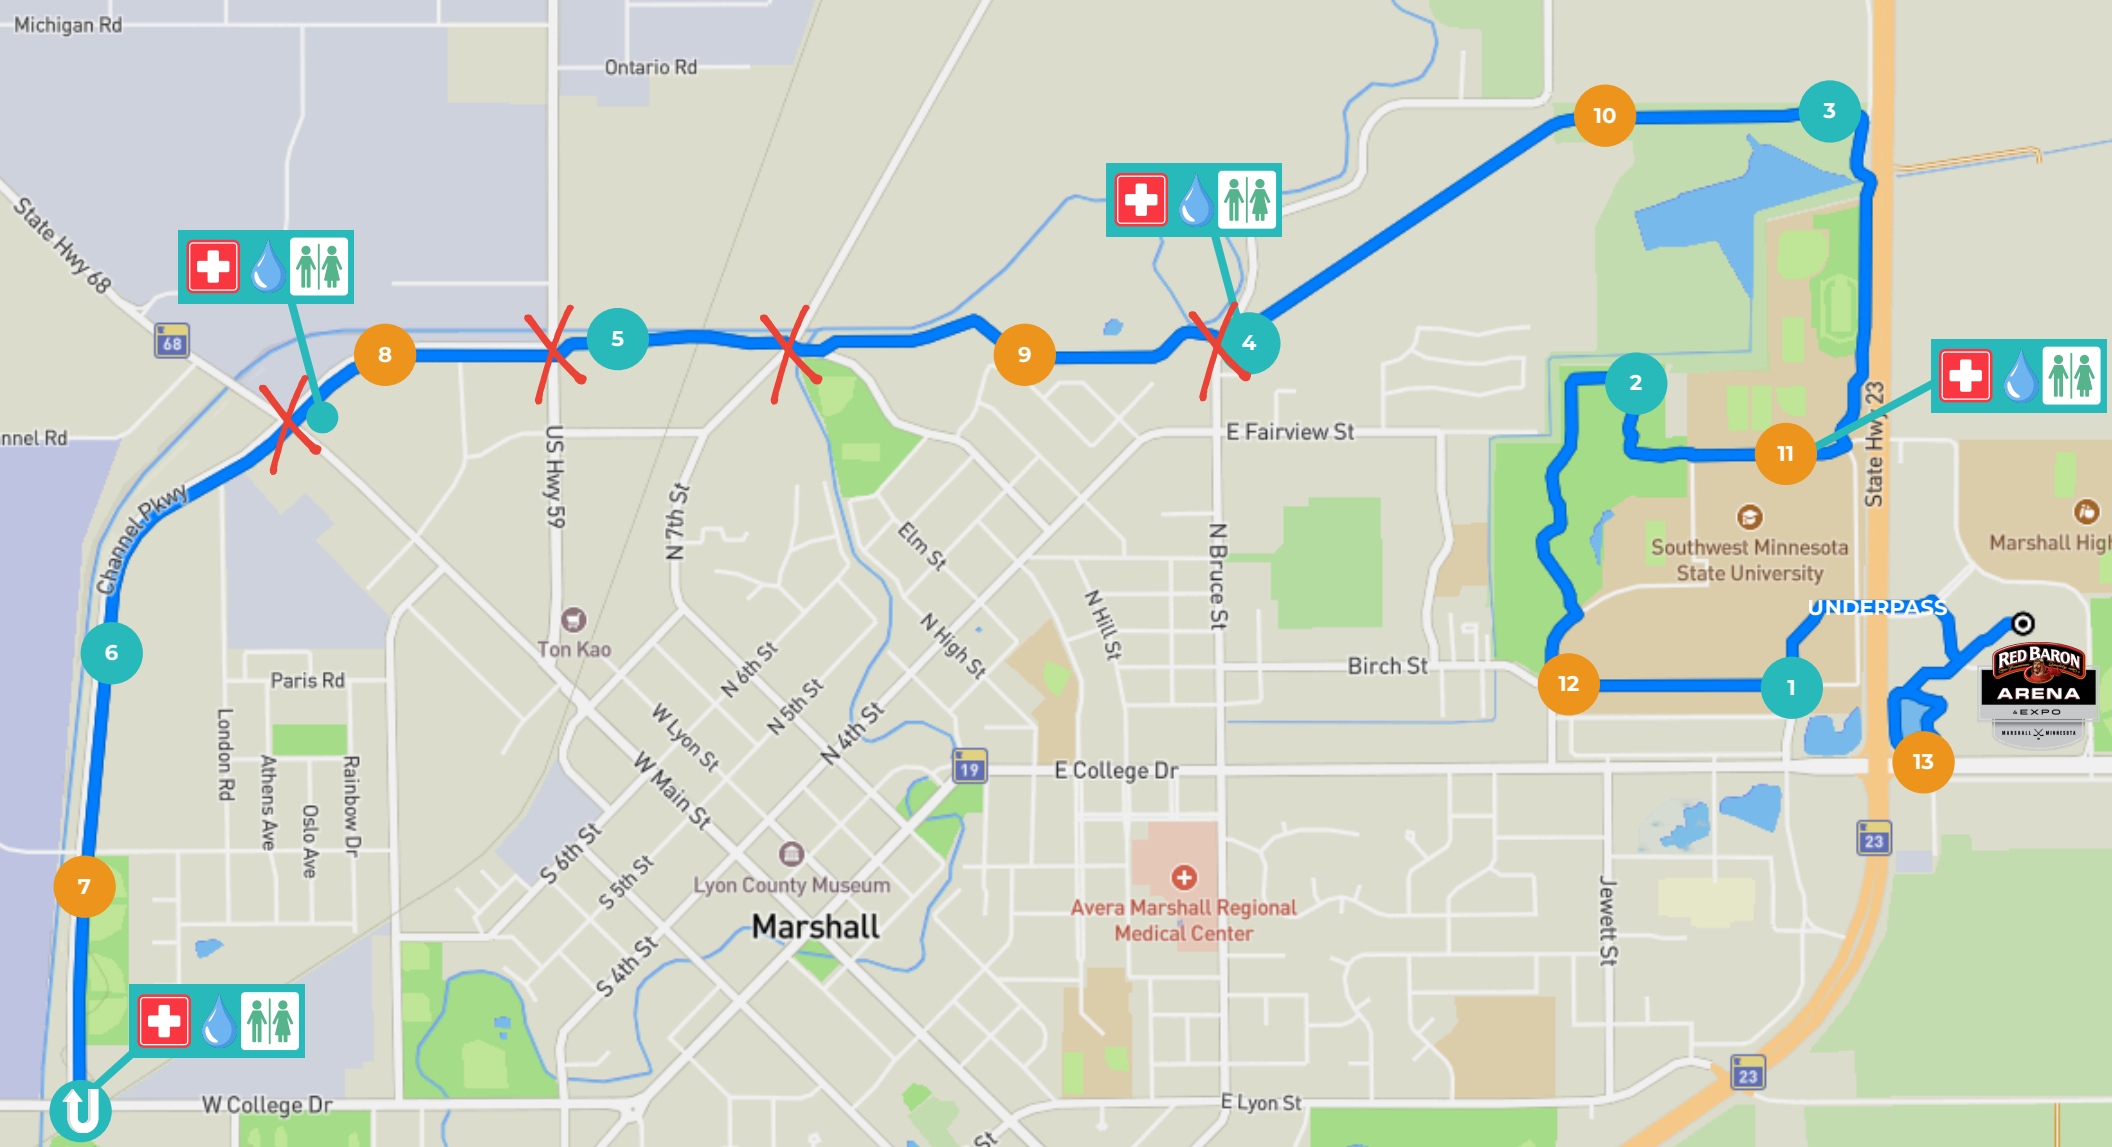 Michigan Rd
Ontario Rd
State Hwy 68
68
nnel Rd
Channel Pkwy
US Hwy 59
N 7th St
10
3
4
5
8
9
2
11
E Fairview St
State Hwy 23
Elm St
N Bruce St
N Hill St
N High St
Southwest Minnesota
State University
Marshall High
UNDERPASS
Ton Kao
6
Paris Rd
N 6th St
N 5th St
N 4th St
W Lyon St
W Main St
Birch St
12
1
RED BARON
ARENA
& EXPO
MARSHALL MINNESOTA
London Rd
Athens Ave
Oslo Ave
Rainbow Dr
19
E College Dr
13
23
7
S 6th St
S 5th St
S 4th St
Lyon County Museum
Marshall
Avera Marshall Regional
Medical Center
Jewett St
23
W College Dr
E Lyon St
St